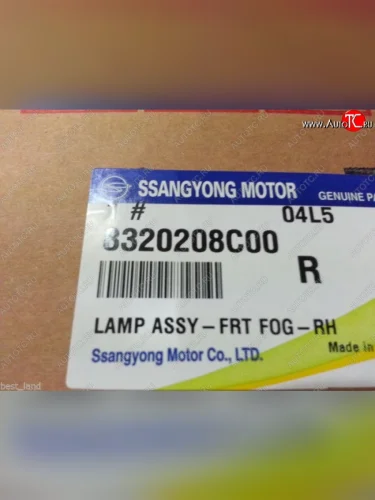 www.AutoTC.ru
SSANGYONG MOTOR GENUINE PA
# 04L5
8320208C00
R
LAMP ASSY-FRT FOG-RH
Ssangyong Motor Co., LTD. Made in
best_land